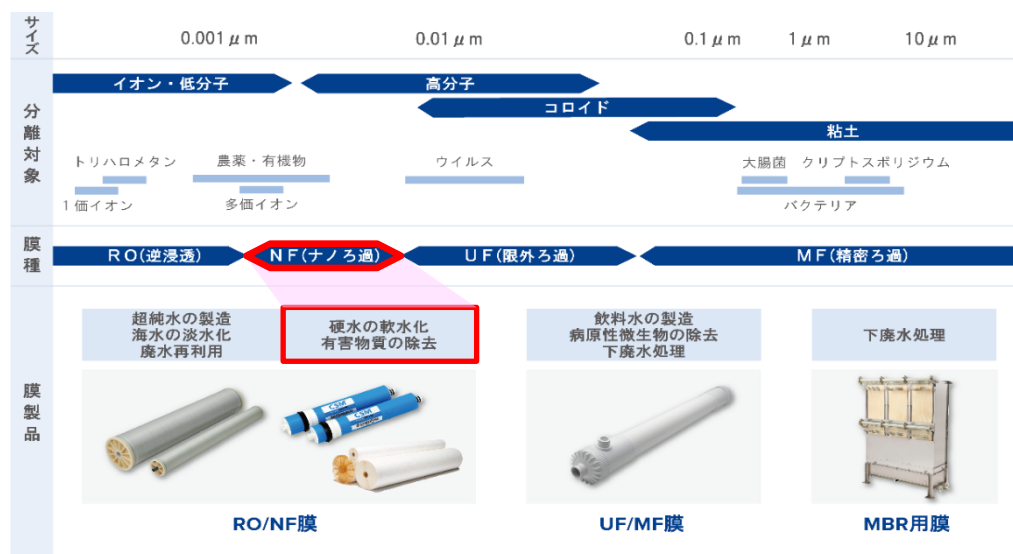 サイズ
0.001μm
0.01μm
0.1μm
1μm
10μm
分離対象
イオン・低分子
高分子
コロイド
粘土
トリハロメタン
農薬・有機物
ウイルス
大腸菌
クリプトスポリジウム
1価イオン
多価イオン
バクテリア
膜種
RO(逆浸透)
NF(ナノろ過)
UF(限外ろ過)
MF(精密ろ過)
膜製品
超純水の製造
海水の淡水化
廃水再利用
硬水の軟水化
有害物質の除去
飲料水の製造
病原性微生物の除去
下廃水処理
下廃水処理
CSM
CSM
RO/NF膜
UF/MF膜
MBR用膜